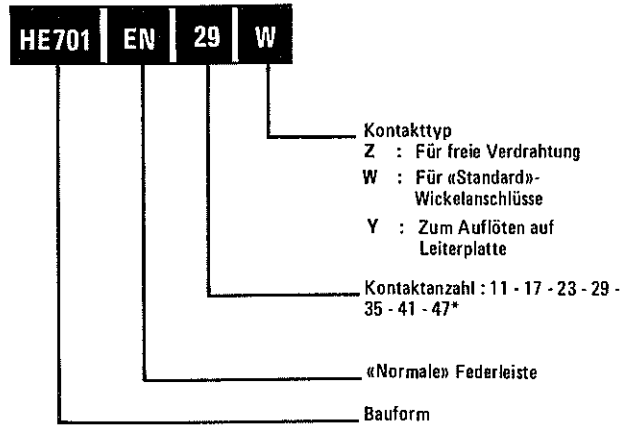 HE701 EN 29 W
Kontakttyp
Z : Für freie Verdrahtung
W : Für «Standard»-
Wickelanschlüsse
Y : Zum Auflöten auf
Leiterplatte
Kontaktanzahl : 11 - 17 - 23 - 29 -
35 - 41 - 47*
«Normale» Federleiste
Bauform